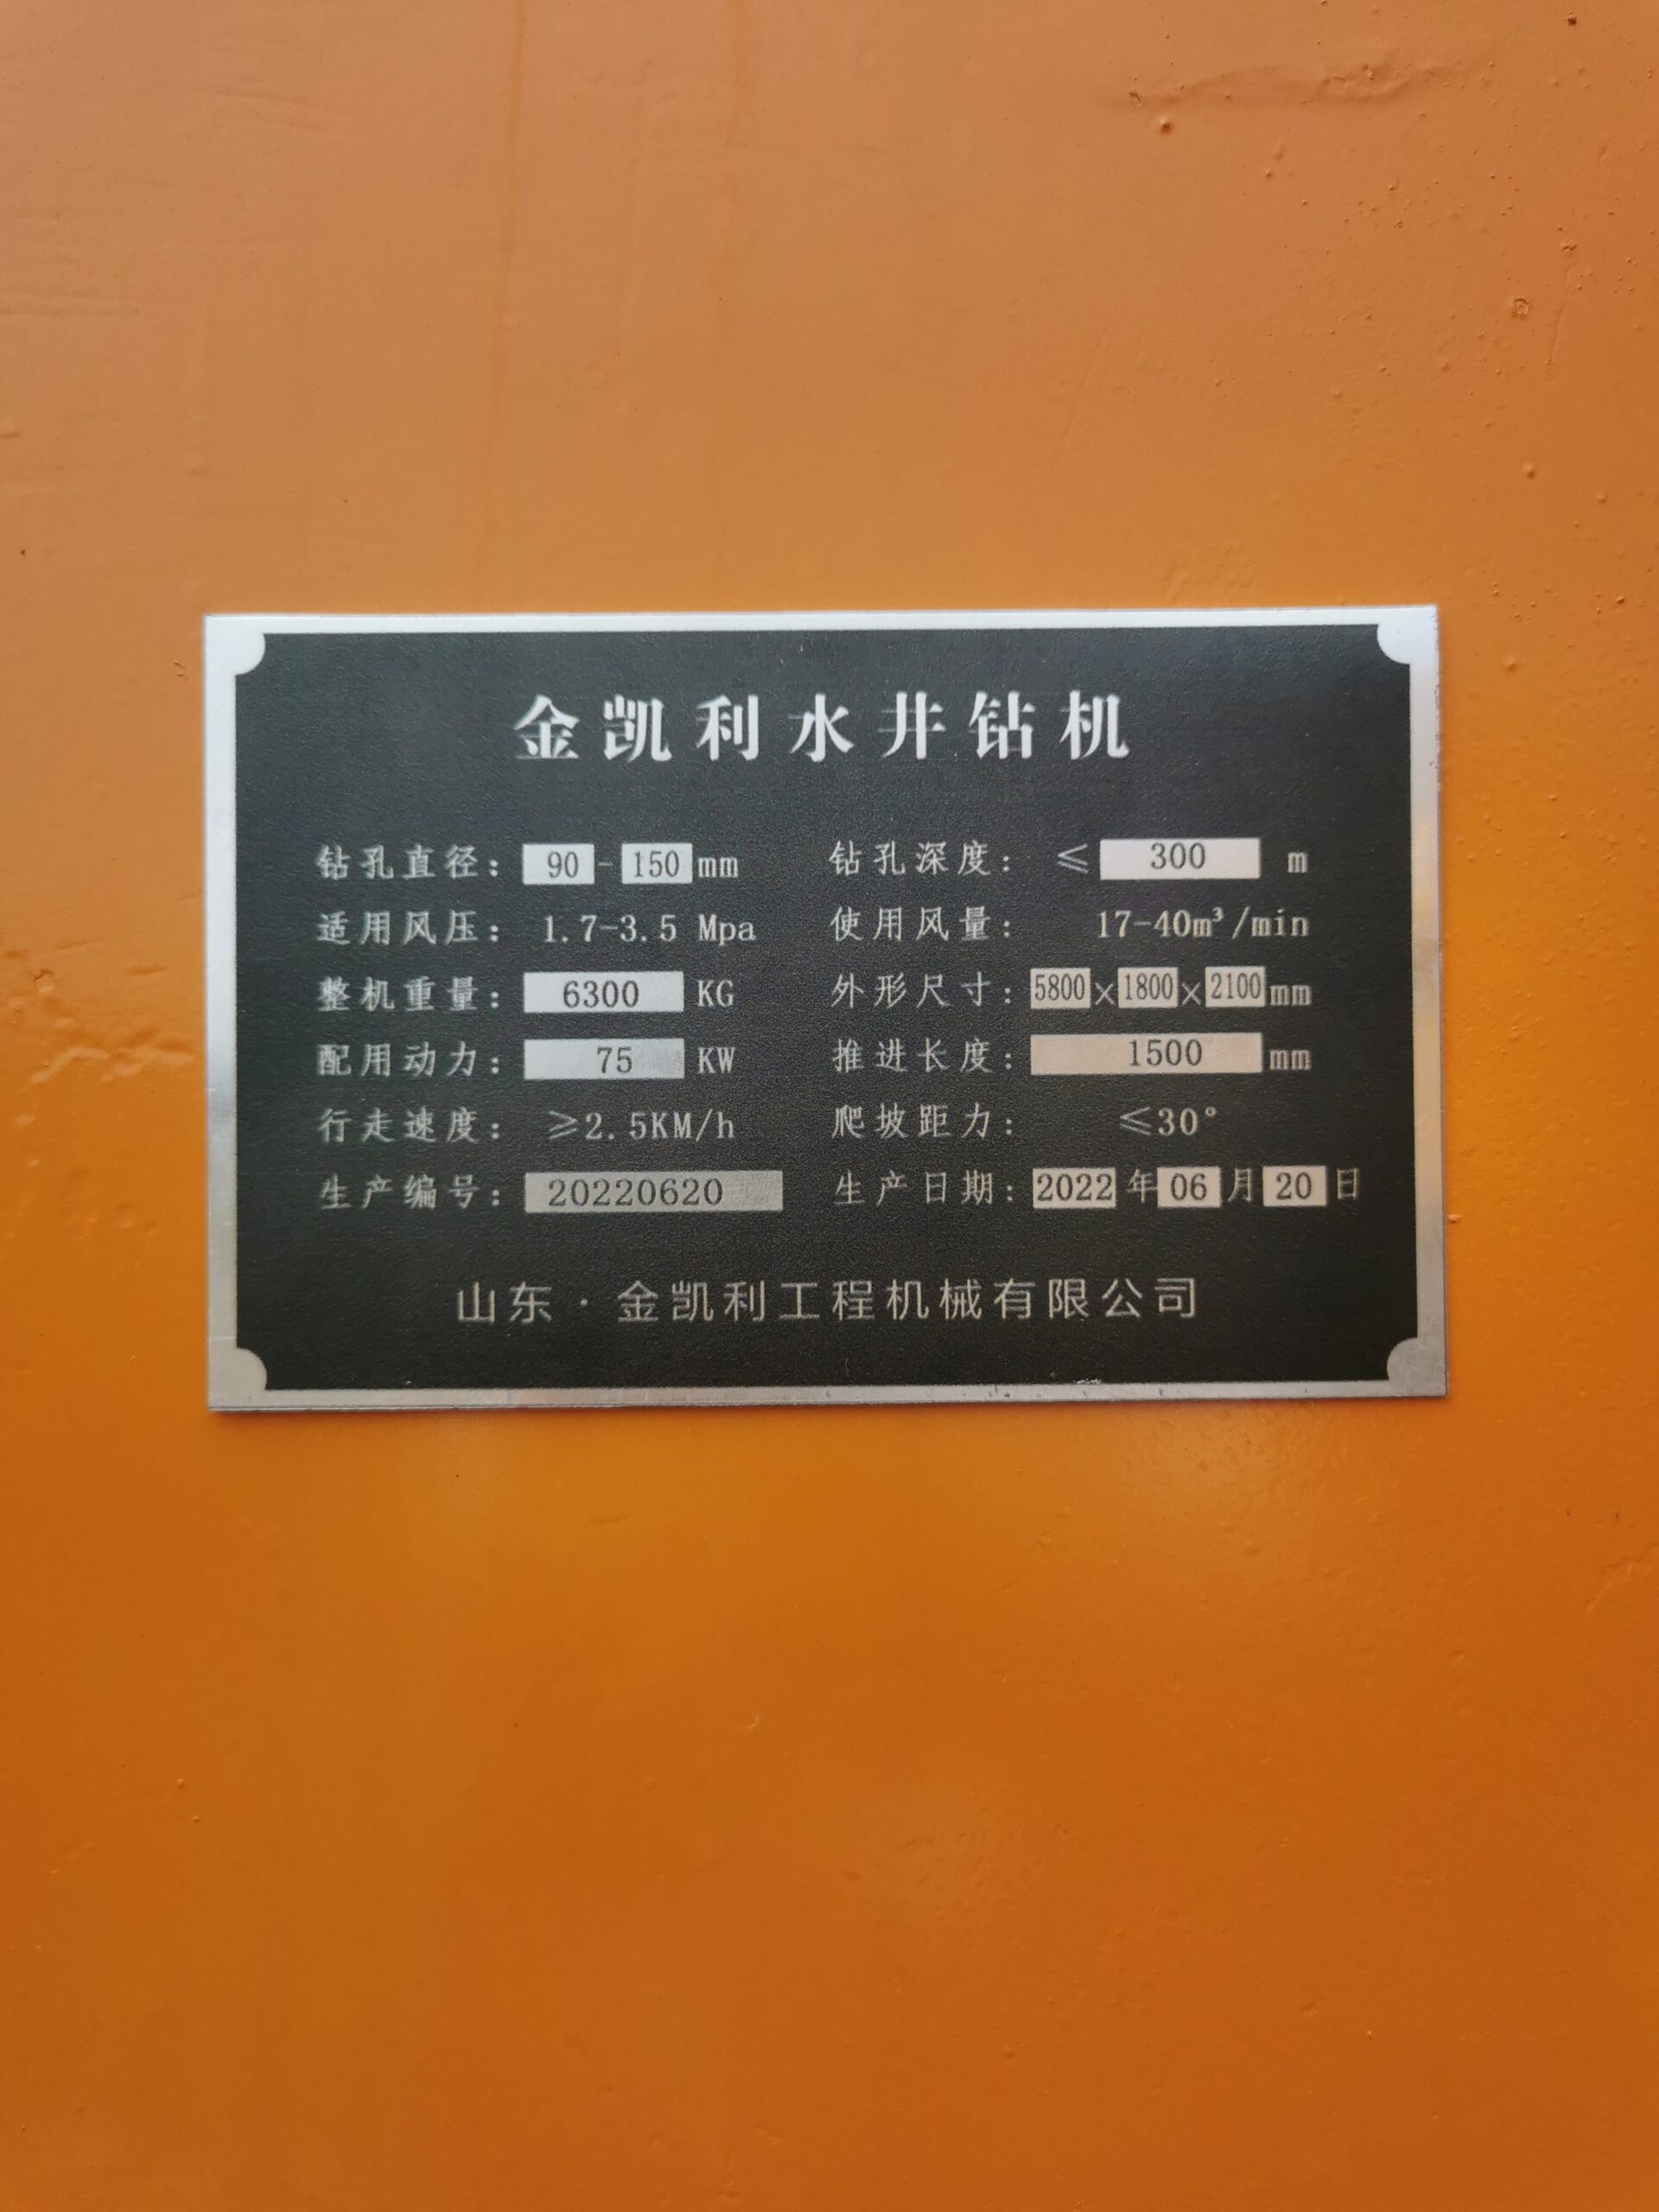 金凯利水井钻机
钻孔直径: 90-150mm 钻孔深度: ≤300 m
适用风压: 1.7-3.5 Mpa 使用风量: 17-40m³/min
整机重量: 6300 KG 外形尺寸: 5800×1800×2100mm
配用动力: 75 KW 推进长度: 1500 mm
行走速度: ≥2.5KM/h 爬坡距力: ≤30°
生产编号: 20220620 生产日期: 2022年06月20日
山东·金凯利工程机械有限公司